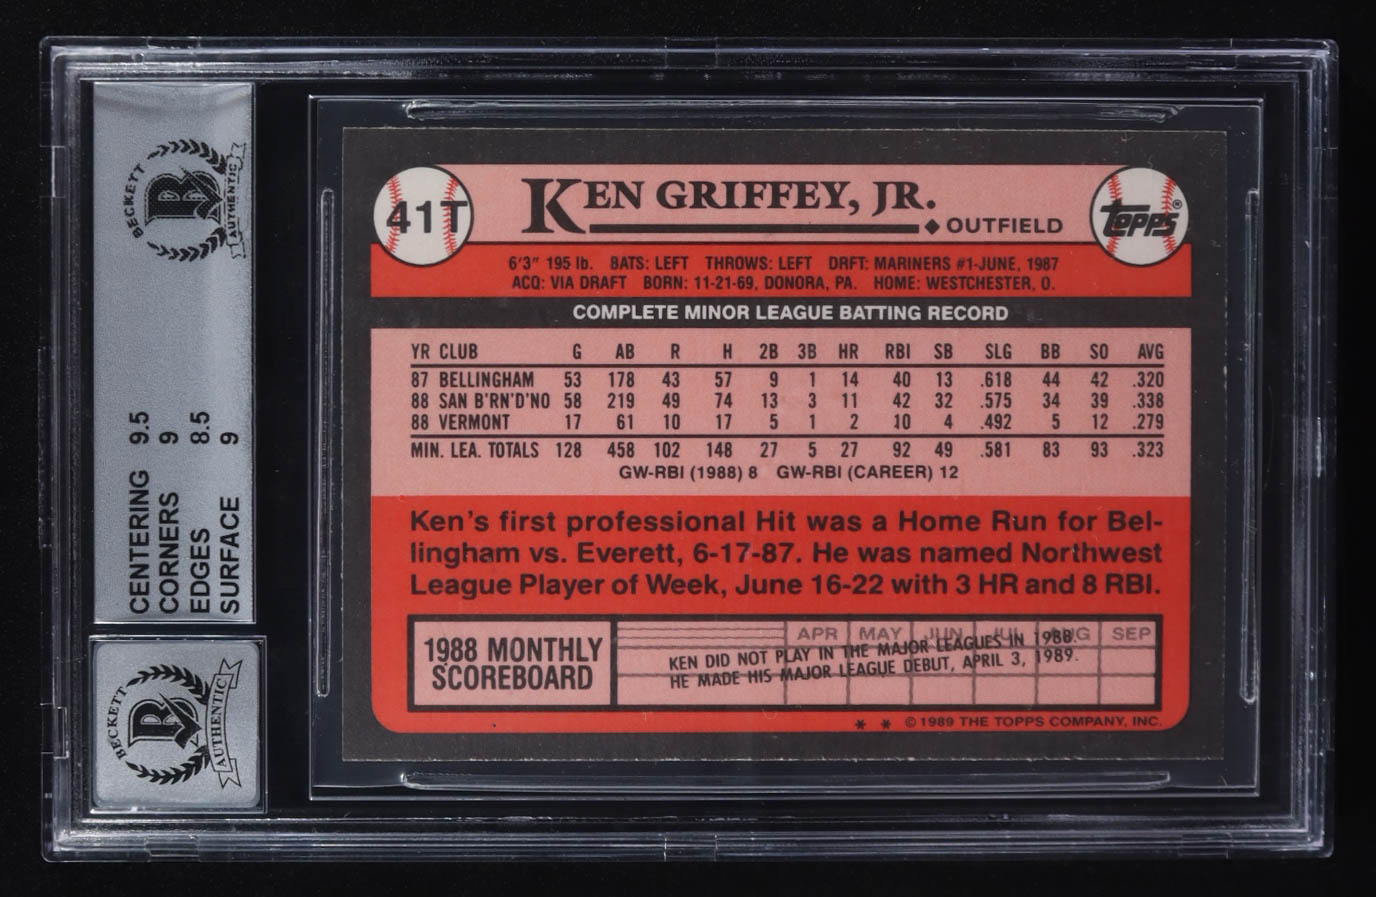 BECKETT
AUTHENTIC
CENTERING 9.5
CORNERS 9
EDGES 8.5
SURFACE 9
BECKETT
AUTHENTIC
41T
KEN GRIFFEY, JR.
◆ OUTFIELD
TOPPS®
6'3" 195 lb. BATS: LEFT THROWS: LEFT DRFT: MARINERS #1-JUNE, 1987
ACQ: VIA DRAFT BORN: 11-21-69, DONORA, PA. HOME: WESTCHESTER, O.
COMPLETE MINOR LEAGUE BATTING RECORD
YR CLUB G AB R H 2B 3B HR RBI SB SLG BB SO AVG
87 BELLINGHAM 53 178 43 57 9 1 14 40 13 .618 44 42 .320
88 SAN B'RN'D'NO 58 219 49 74 13 3 11 42 32 .575 34 39 .338
88 VERMONT 17 61 10 17 5 1 2 10 4 .492 5 12 .279
MIN. LEA. TOTALS 128 458 102 148 27 5 27 92 49 .581 83 93 .323
GW-RBI (1988) 8 GW-RBI (CAREER) 12
Ken's first professional Hit was a Home Run for Bel-
lingham vs. Everett, 6-17-87. He was named Northwest
League Player of Week, June 16-22 with 3 HR and 8 RBI.
1988 MONTHLY
SCOREBOARD
APR MAY JUN JUL AUG SEP
KEN DID NOT PLAY IN THE MAJOR LEAGUES IN 1988.
HE MADE HIS MAJOR LEAGUE DEBUT, APRIL 3, 1989.
* * © 1989 THE TOPPS COMPANY, INC.